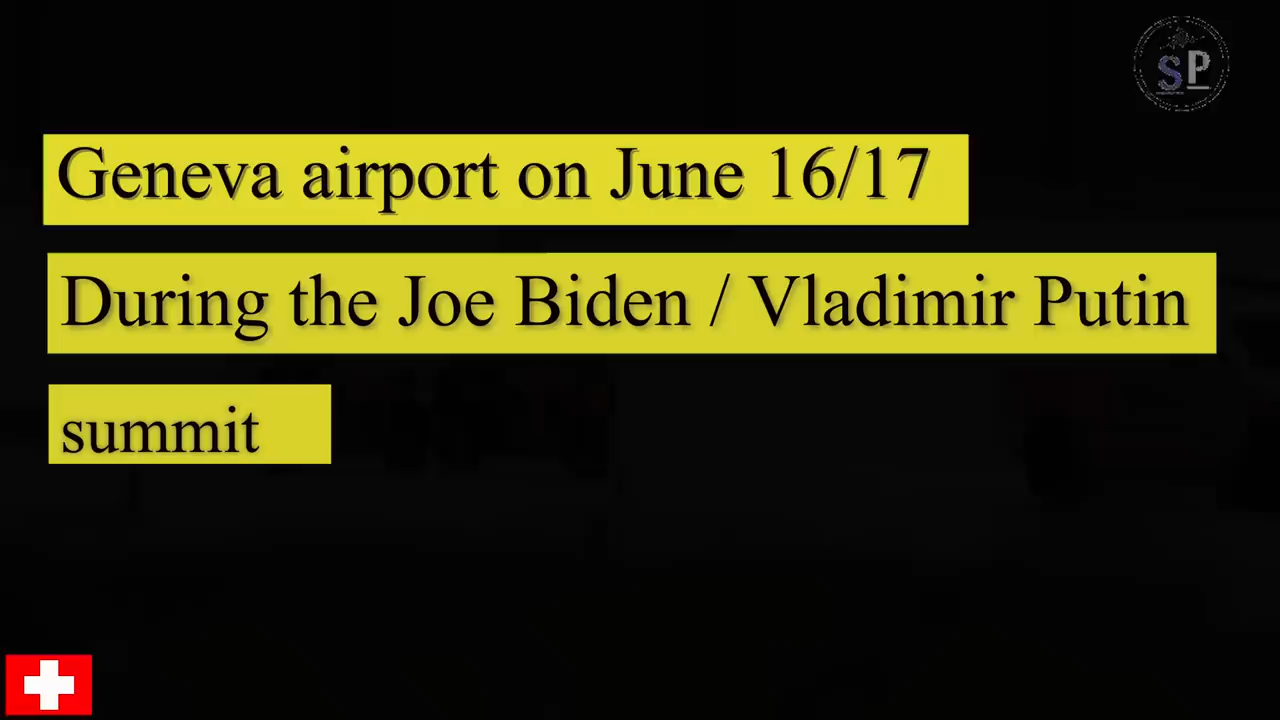 SP
Geneva airport on June 16/17
During the Joe Biden / Vladimir Putin
summit